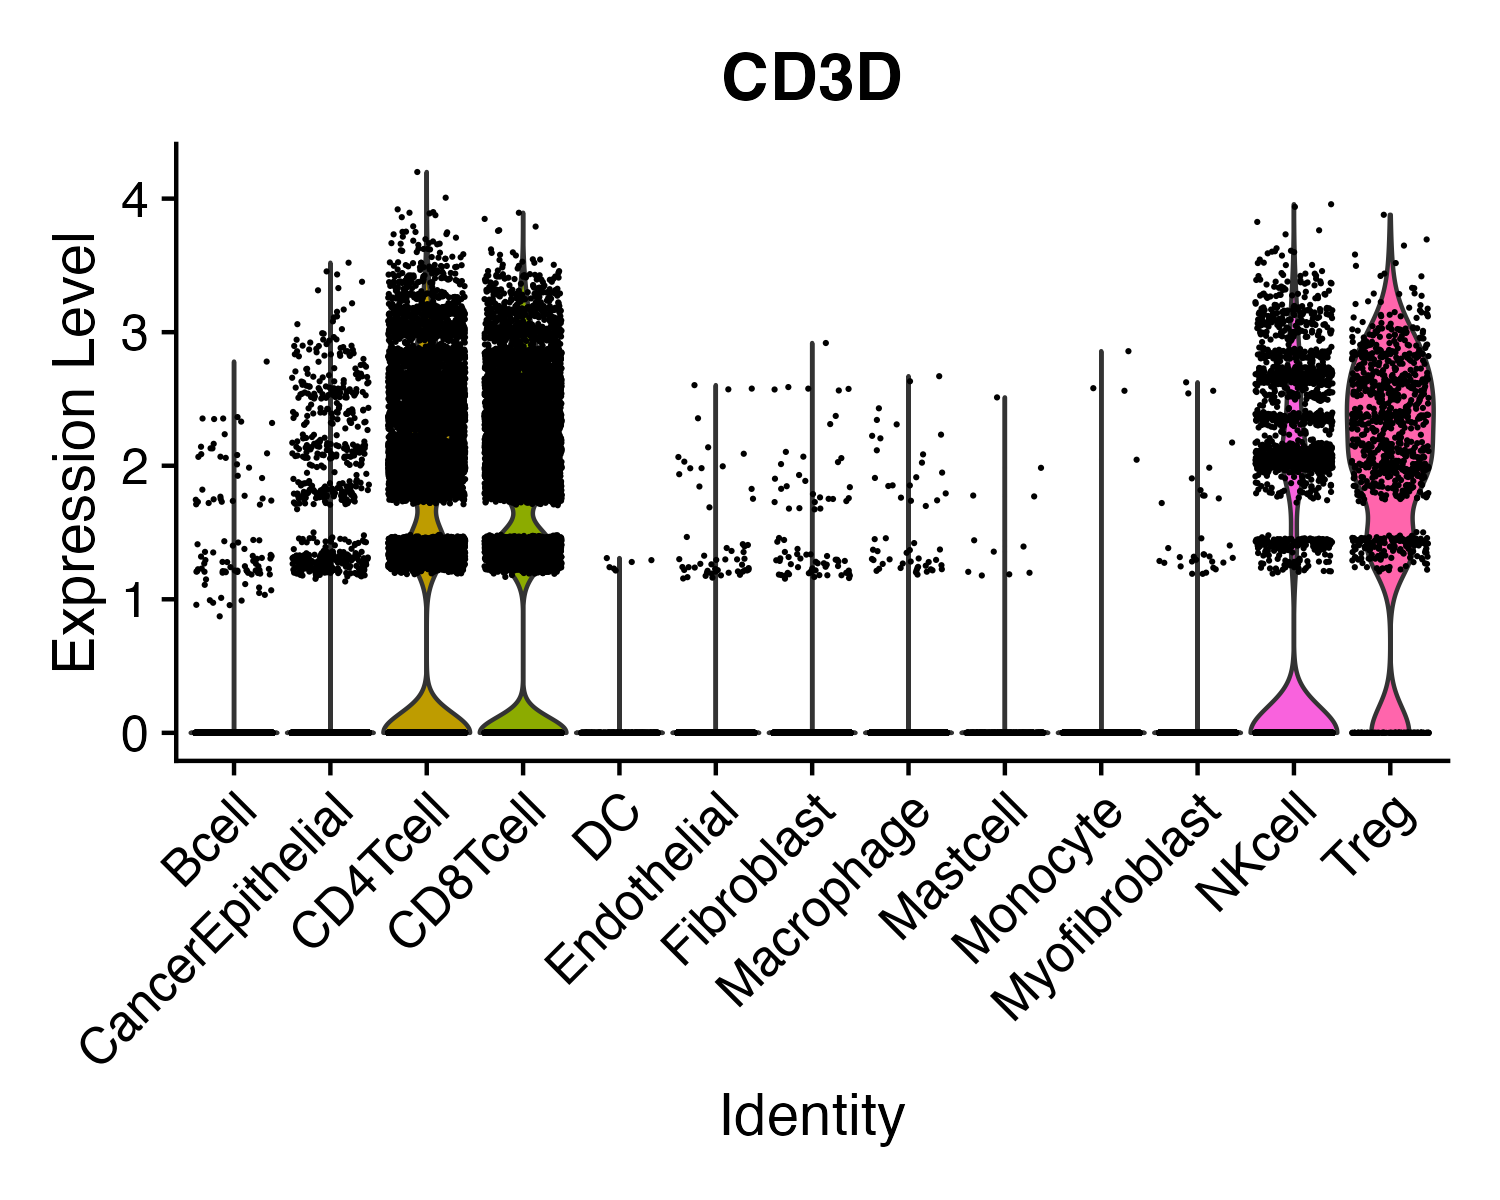 CD3D
Expression Level
4
3
2
1
0
Bcell
CancerEpithelial
CD4Tcell
CD8Tcell
DC
Endothelial
Fibroblast
Macrophage
Mastcell
Monocyte
Myofibroblast
NKcell
Treg
Identity